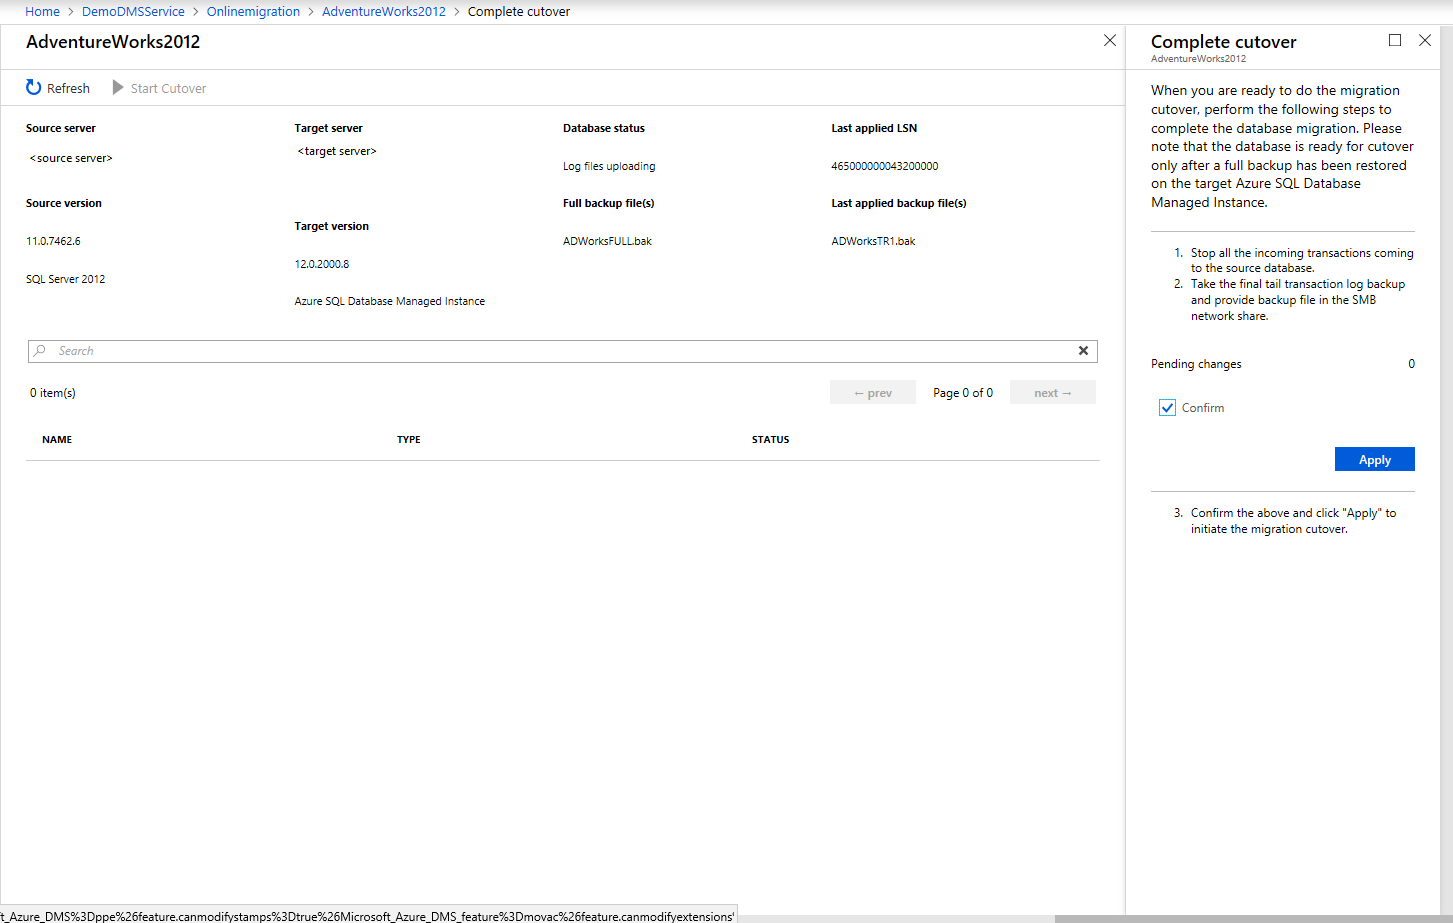 Home > DemoDMSService > Onlinemigration > AdventureWorks2012 > Complete cutover
AdventureWorks2012
Refresh Start Cutover
Source server
<source server>
Source version
11.0.7462.6
SQL Server 2012
Target server
<target server>
Target version
12.0.2000.8
Azure SQL Database Managed Instance
Database status
Log files uploading
Full backup file(s)
ADWorksFULL.bak
Last applied LSN
465000000043200000
Last applied backup file(s)
ADWorksTR1.bak
Search
0 item(s)
← prev Page 0 of 0 next →
NAME TYPE STATUS
Complete cutover
AdventureWorks2012
When you are ready to do the migration
cutover, perform the following steps to
complete the database migration. Please
note that the database is ready for cutover
only after a full backup has been restored
on the target Azure SQL Database
Managed Instance.
1. Stop all the incoming transactions coming
to the source database.
2. Take the final tail transaction log backup
and provide backup file in the SMB
network share.
Pending changes 0
Confirm
Apply
3. Confirm the above and click "Apply" to
initiate the migration cutover.
ft_Azure_DMS%3Dppe%26feature.canmodifystamps%3Dtrue%26Microsoft_Azure_DMS_feature%3Dmovac%26feature.canmodifyextensions'